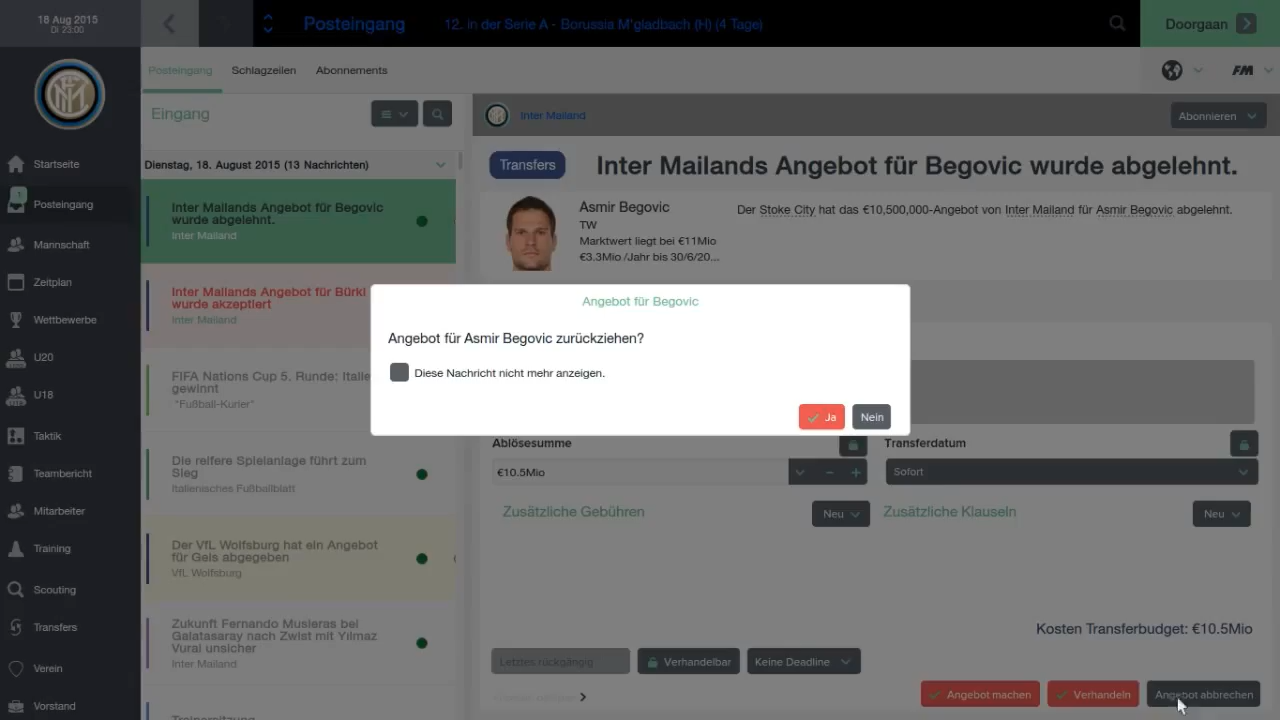 18 Aug 2015
Di 23:00
Posteingang
12. in der Serie A - Borussia M'gladbach (H) (4 Tage)
Doorgaan
Posteingang
Schlagzeilen
Abonnements
FM
Startseite
1
Posteingang
Mannschaft
Zeitplan
Wettbewerbe
U20
U18
Taktik
Teambericht
Mitarbeiter
Training
Scouting
Transfers
Verein
Vorstand
Eingang
Dienstag, 18. August 2015 (13 Nachrichten)
Inter Mailands Angebot für Begovic
wurde abgelehnt.
Inter Mailand
Inter Mailands Angebot für Bürki
wurde akzeptiert
Inter Mailand
FIFA Nations Cup 5. Runde: Italie
gewinnt
"Fußball-Kurier"
Die reifere Spielanlage führt zum
Sieg
Italienisches Fußballblatt
Der VfL Wolfsburg hat ein Angebot
für Geis abgegeben
VfL Wolfsburg
Zukunft Fernando Musleras bei
Galatasaray nach Zwist mit Yilmaz
Vural unsicher
Inter Mailand
Trainersitzung
Inter Mailand
Abonnieren
Transfers
Inter Mailands Angebot für Begovic wurde abgelehnt.
Asmir Begovic
TW
Marktwert liegt bei €11Mio
€3.3Mio /Jahr bis 30/6/20...
Der Stoke City hat das €10,500,000-Angebot von Inter Mailand für Asmir Begovic abgelehnt.
Angebot für Begovic
Angebot für Asmir Begovic zurückziehen?
Diese Nachricht nicht mehr anzeigen.
Ja
Nein
Ablösesumme
€10.5Mio
Transferdatum
Sofort
Zusätzliche Gebühren
Neu
Zusätzliche Klauseln
Neu
Kosten Transferbudget: €10.5Mio
Letztes rückgängig
Verhandelbar
Keine Deadline
Angebot machen
Verhandeln
Angebot abbrechen